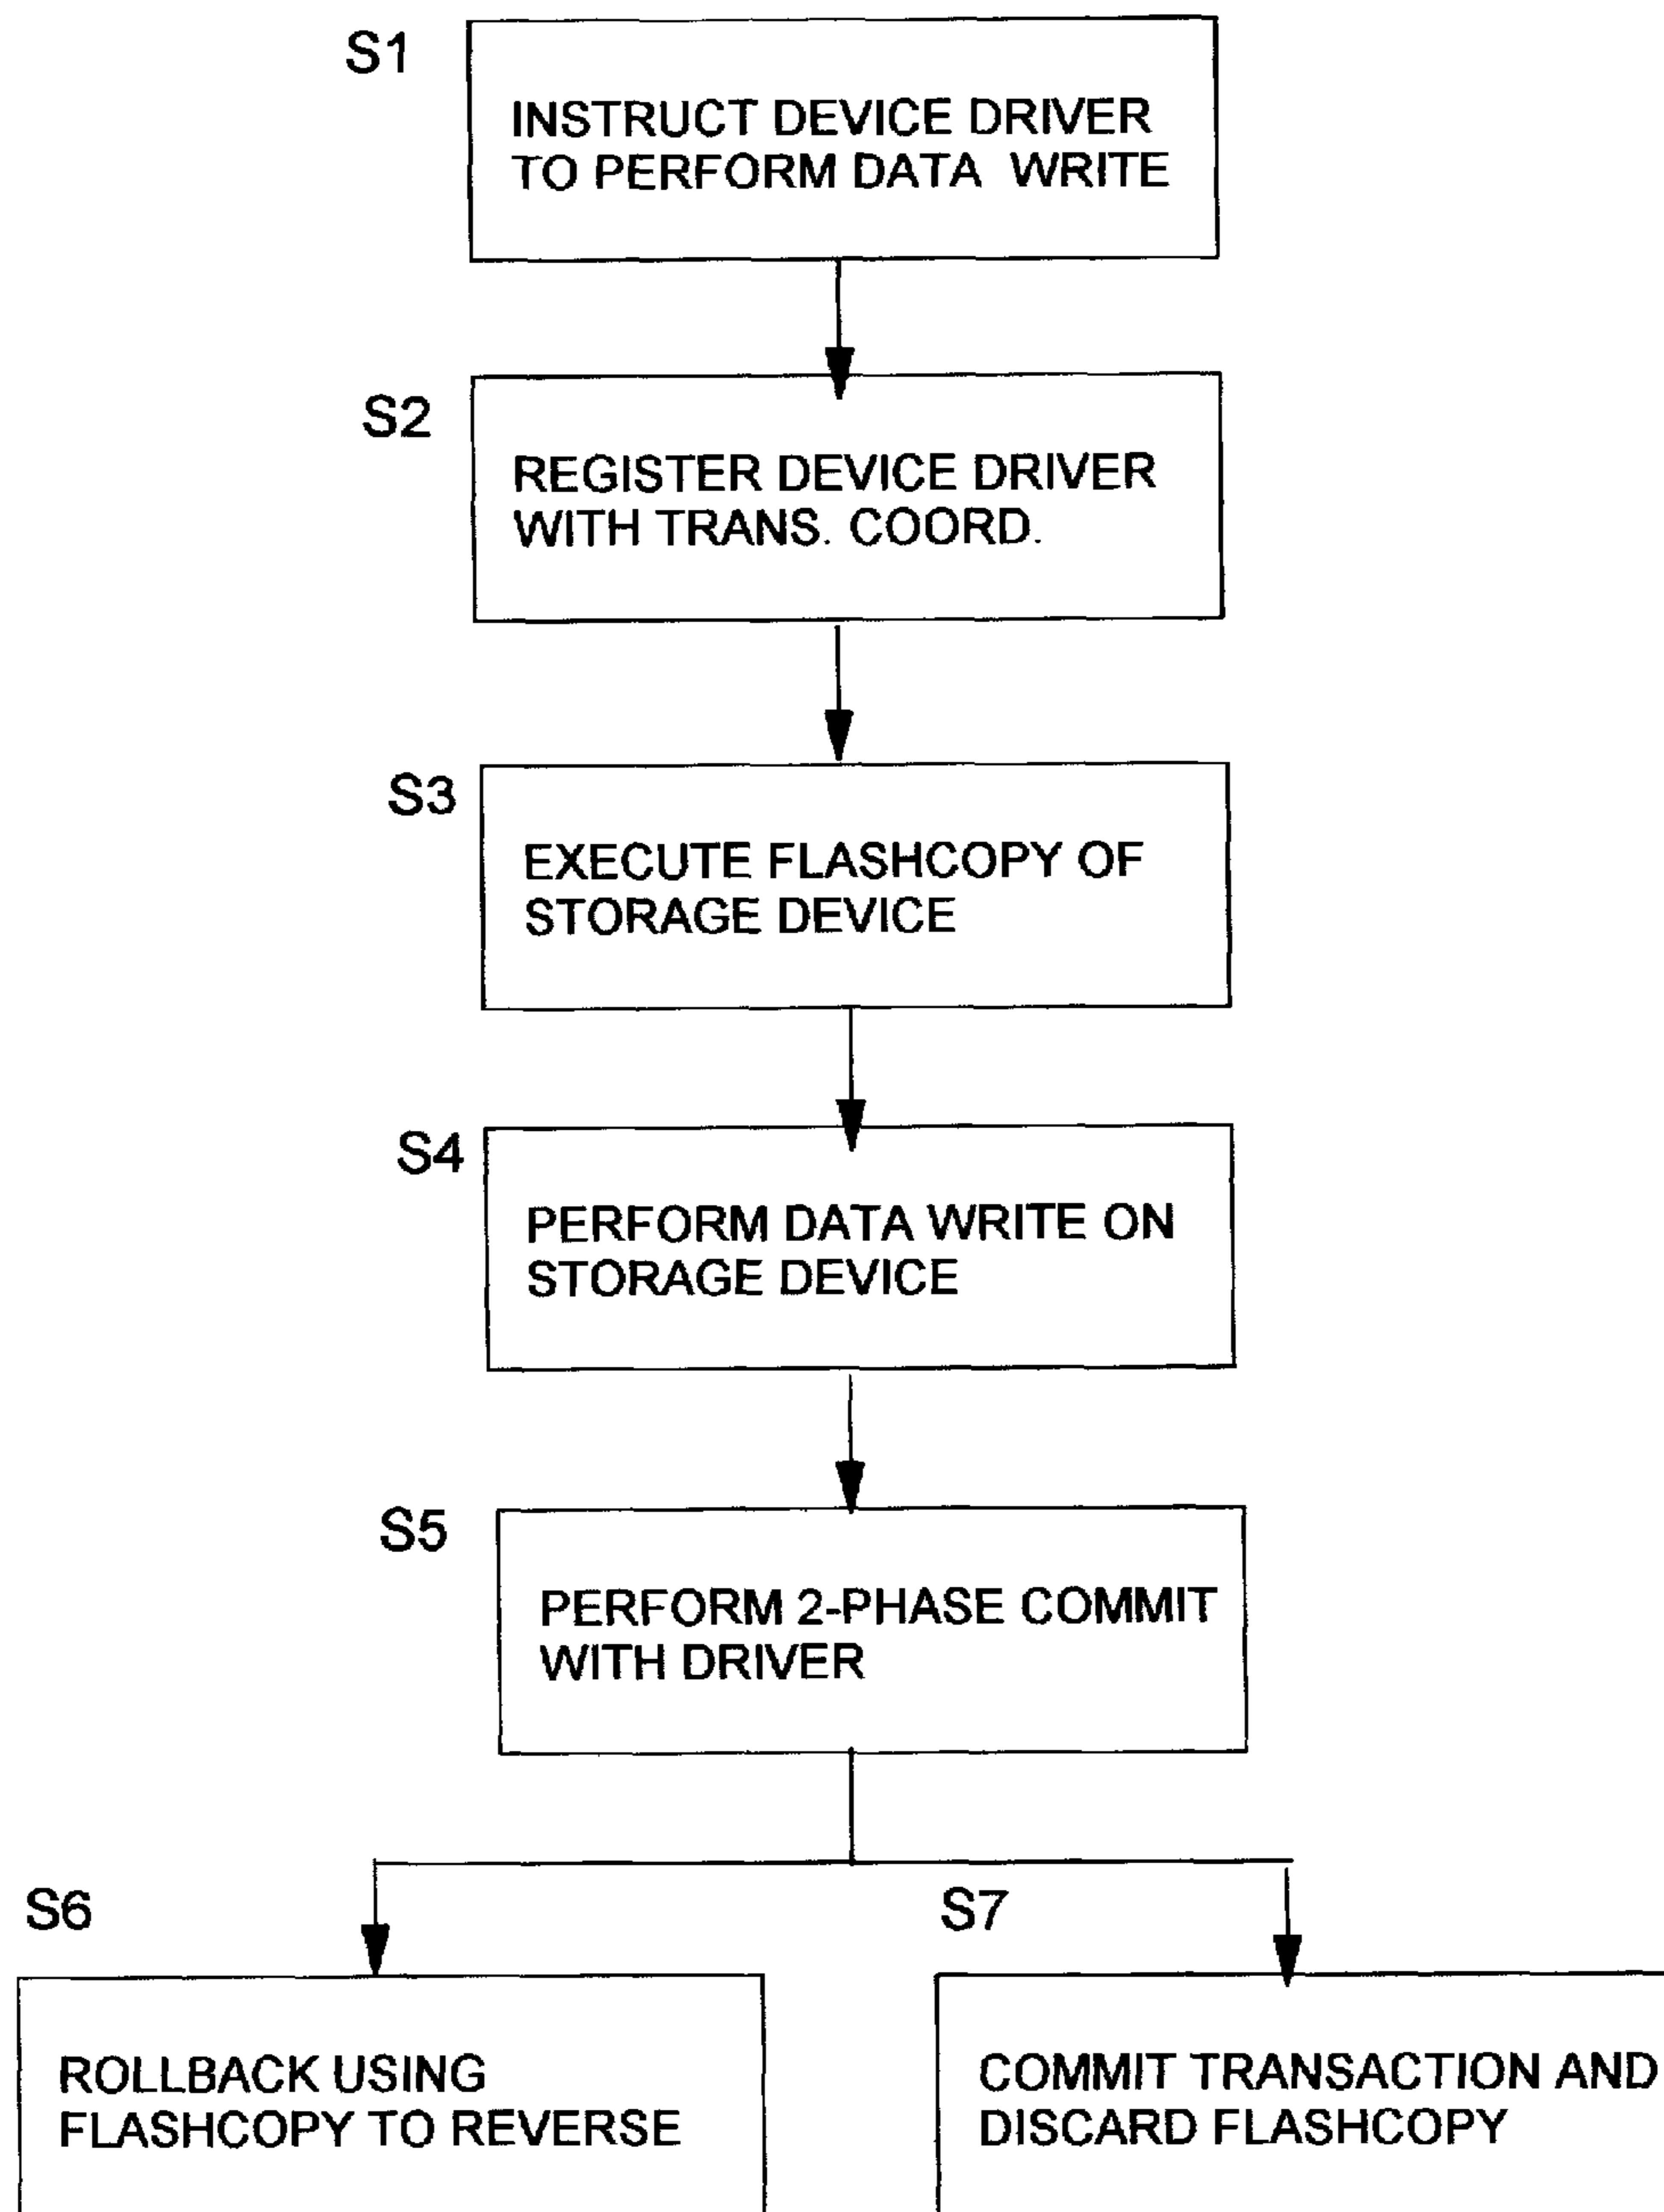 S1
INSTRUCT DEVICE DRIVER
TO PERFORM DATA WRITE
S2
REGISTER DEVICE DRIVER
WITH TRANS. COORD.
S3
EXECUTE FLASHCOPY OF
STORAGE DEVICE
S4
PERFORM DATA WRITE ON
STORAGE DEVICE
S5
PERFORM 2-PHASE COMMIT
WITH DRIVER
S6
ROLLBACK USING
FLASHCOPY TO REVERSE
S7
COMMIT TRANSACTION AND
DISCARD FLASHCOPY